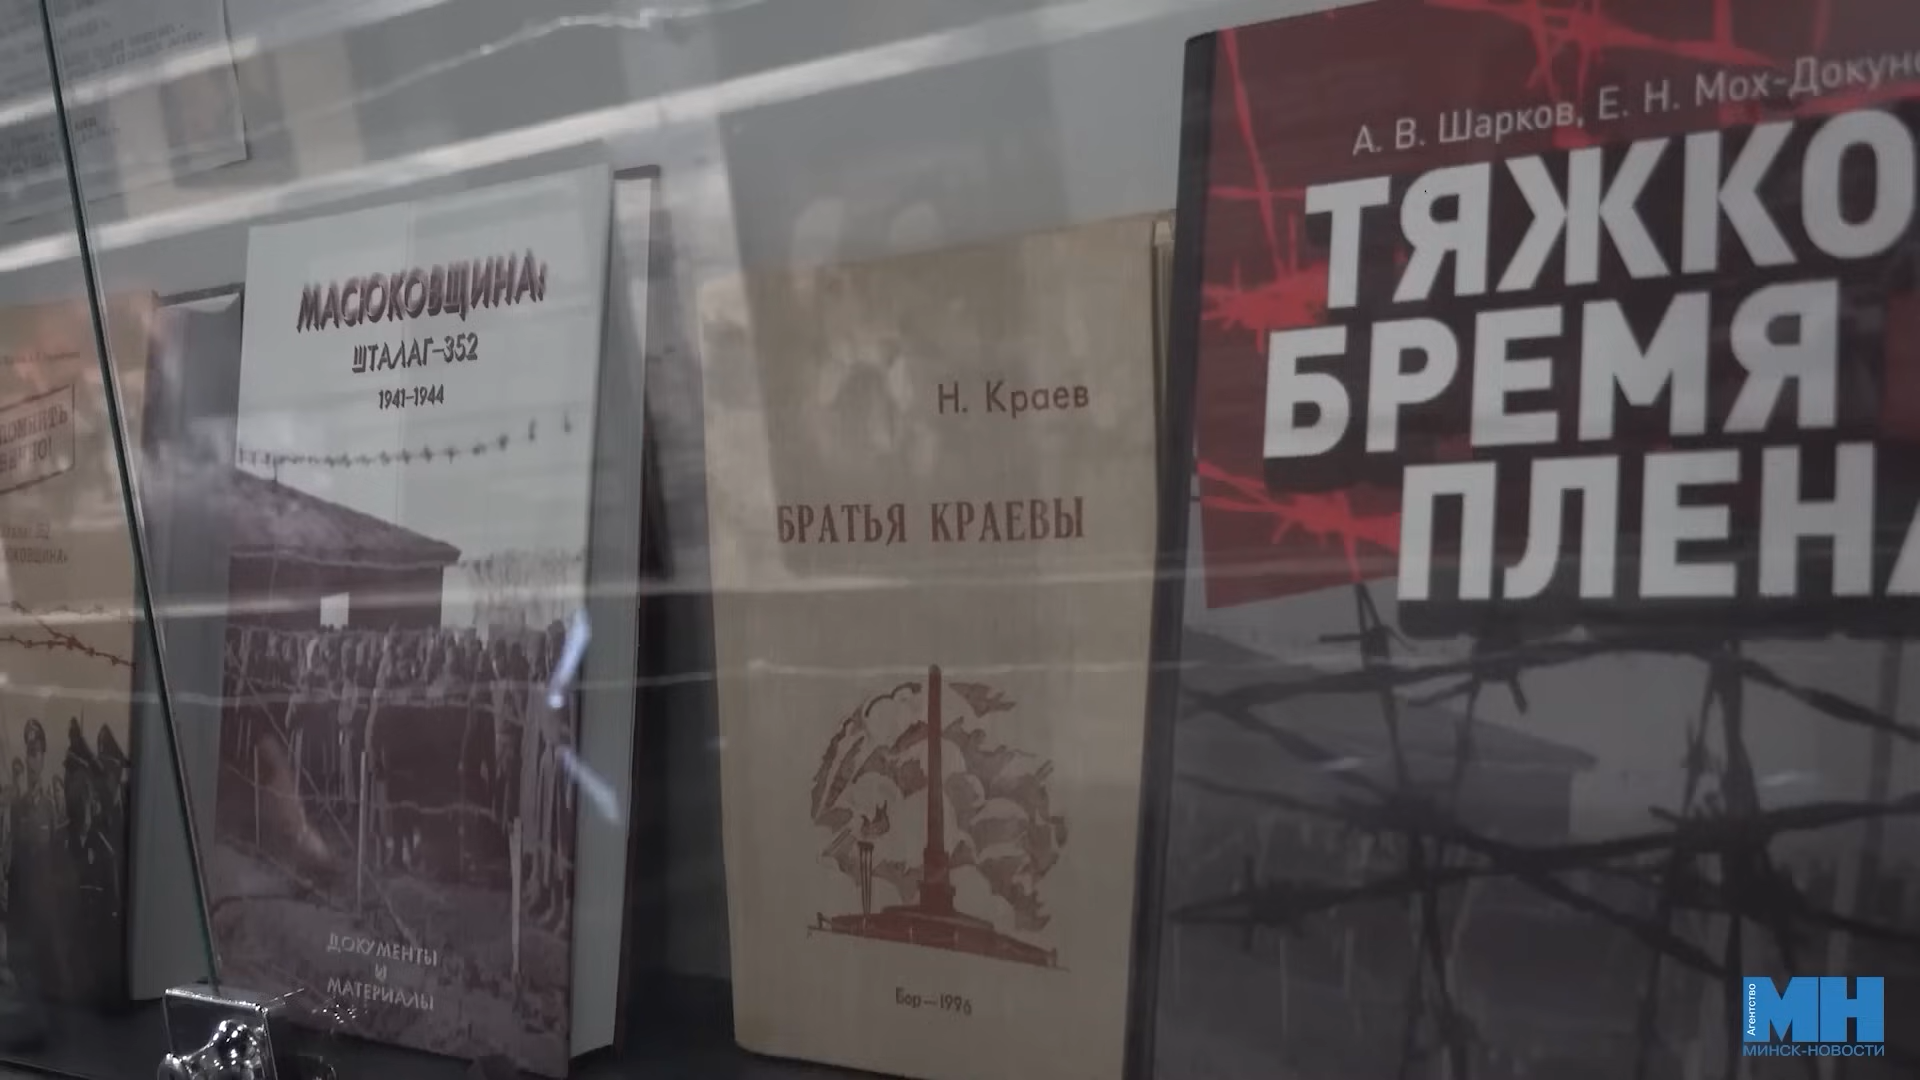 МАСЮКОВЩИНА:
ШТАЛАГ-352
1941-1944
ДОКУМЕНТЫ
И
МАТЕРИАЛЫ
Н. Краев
БРАТЬЯ КРАЕВЫ
Бор—1996
А. В. Шарков, Е. Н. Мох-Докуне
ТЯЖКО
БРЕМЯ
ПЛЕНА
Агентство
МН
МИНСК-НОВОСТИ